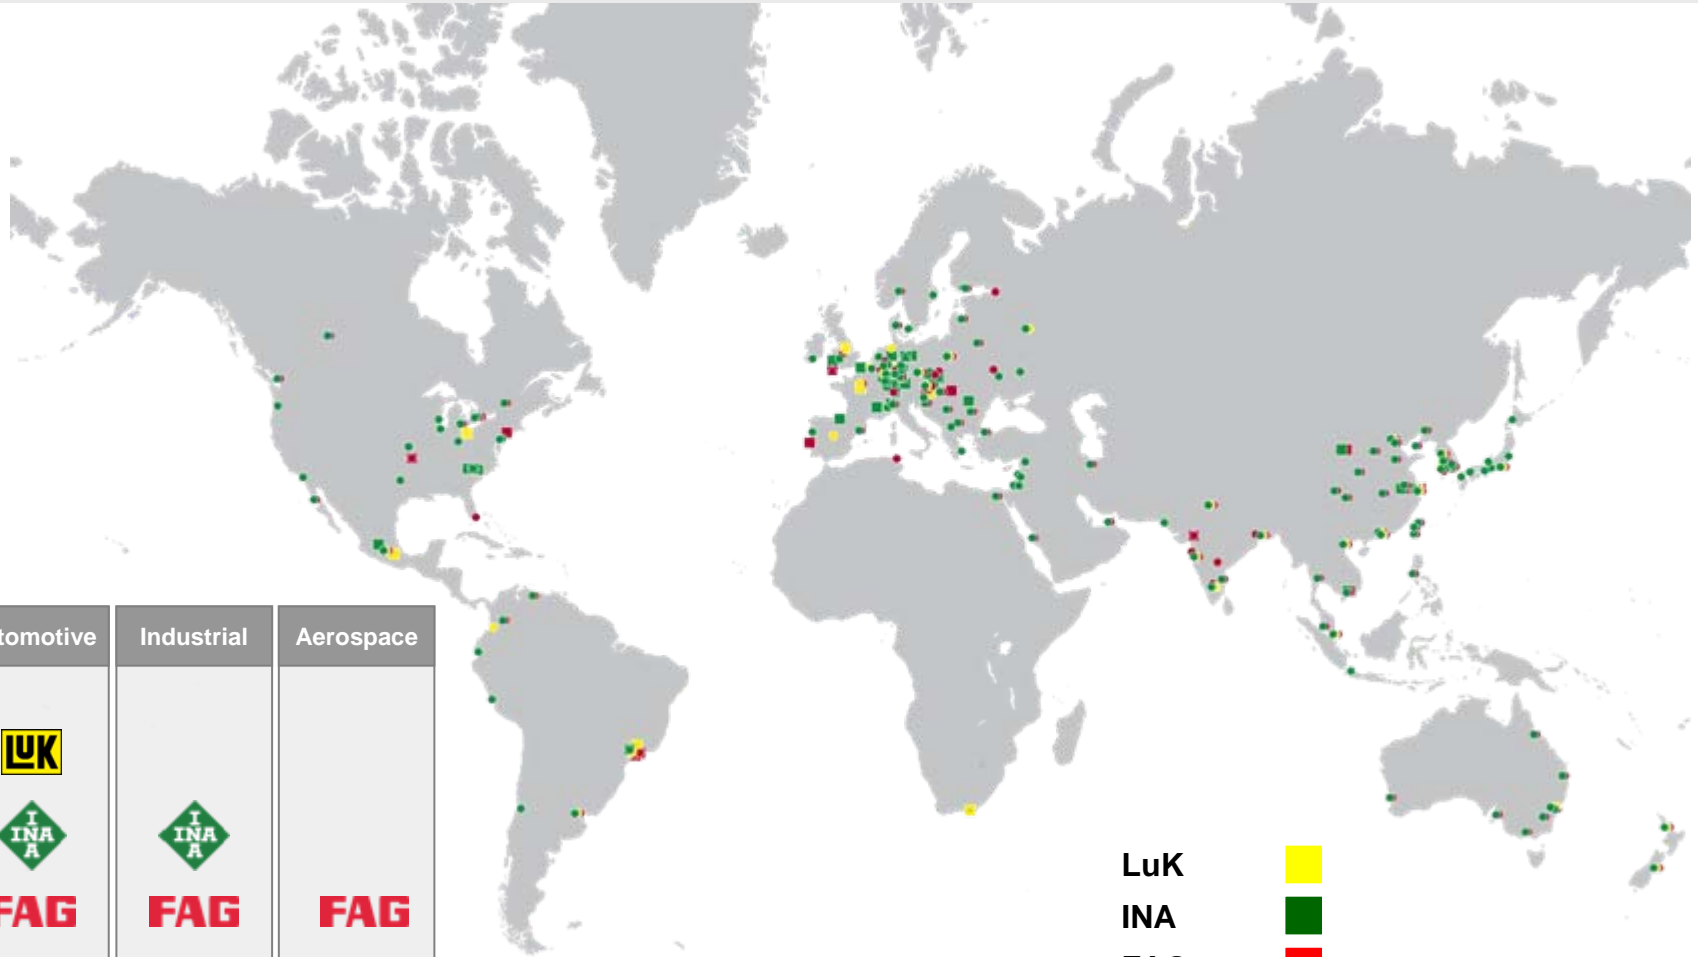 tomotive Industrial Aerospace
LUK
I
INA
A
I
INA
A
FAG FAG FAG
LuK
INA